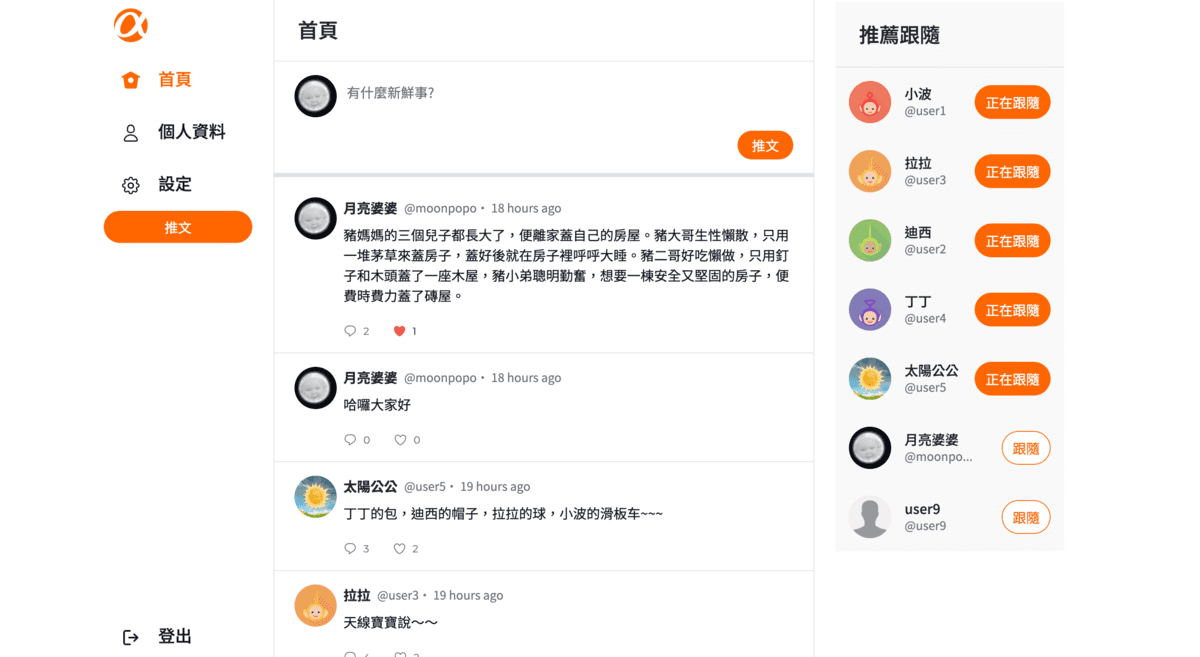 首頁
個人資料
設定
推文
登出
首頁
有什麼新鮮事?
推文
月亮婆婆 @moonpopo· 18 hours ago
豬媽媽的三個兒子都長大了，便離家蓋自己的房屋。豬大哥生性懶散，只用
一堆茅草來蓋房子，蓋好後就在房子裡呼呼大睡。豬二哥好吃懶做，只用釘
子和木頭蓋了一座木屋，豬小弟聰明勤奮，想要一棟安全又堅固的房子，便
費時費力蓋了磚屋。
2 1
月亮婆婆 @moonpopo· 18 hours ago
哈囉大家好
0 0
太陽公公 @user5· 19 hours ago
丁丁的包，迪西的帽子，拉拉的球，小波的滑板车~~~
3 2
拉拉 @user3· 19 hours ago
天線寶寶說～～
推薦跟隨
小波
@user1
正在跟隨
拉拉
@user3
正在跟隨
迪西
@user2
正在跟隨
丁丁
@user4
正在跟隨
太陽公公
@user5
正在跟隨
月亮婆婆
@moonpo...
跟隨
user9
@user9
跟隨